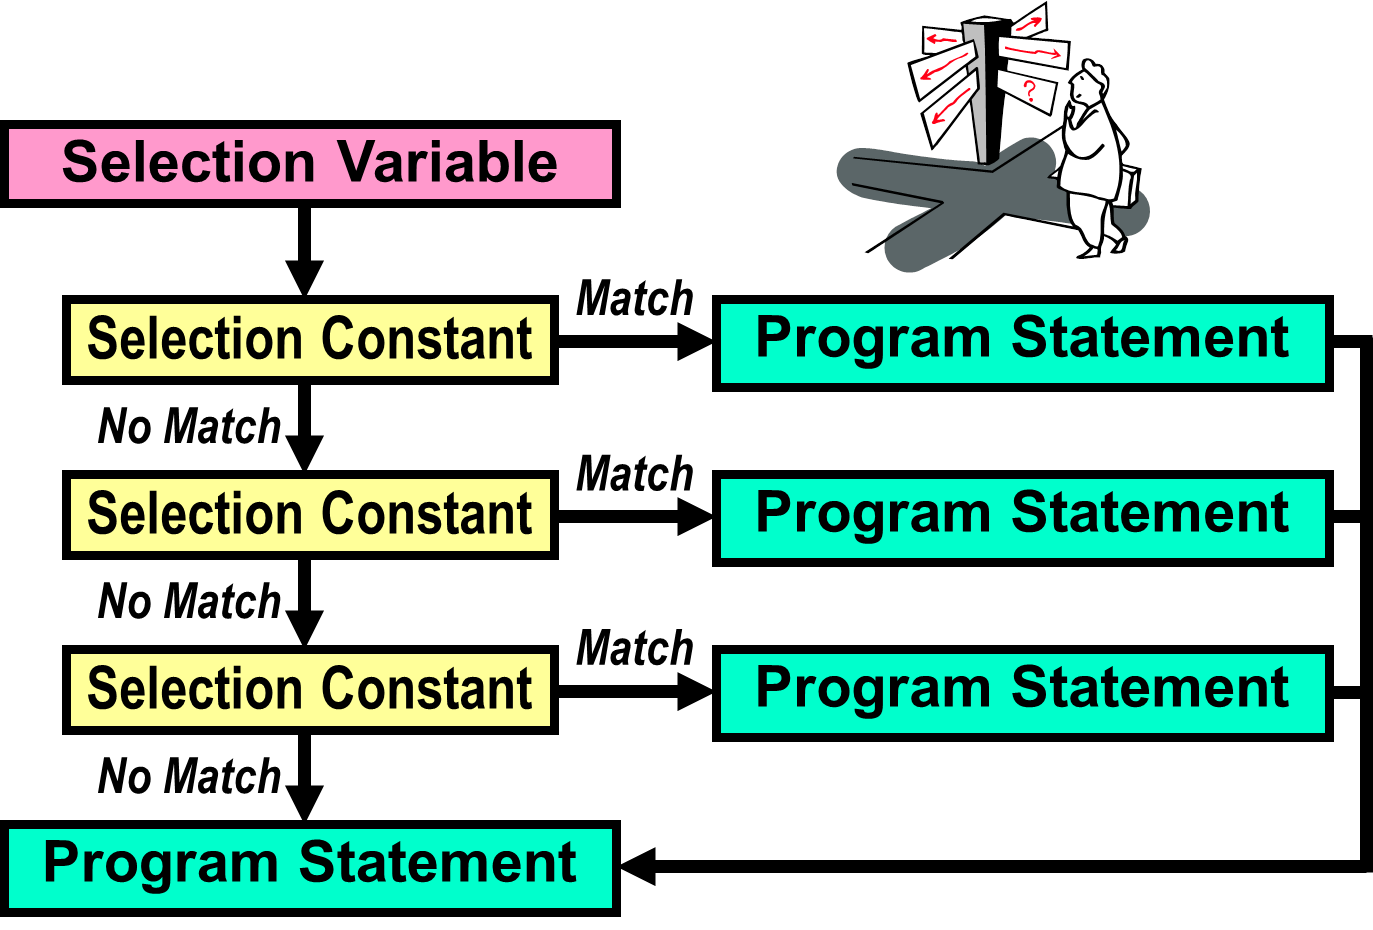 ?
Selection Variable
Match
Selection Constant
Program Statement
No Match
Match
Selection Constant
Program Statement
No Match
Match
Selection Constant
Program Statement
No Match
Program Statement